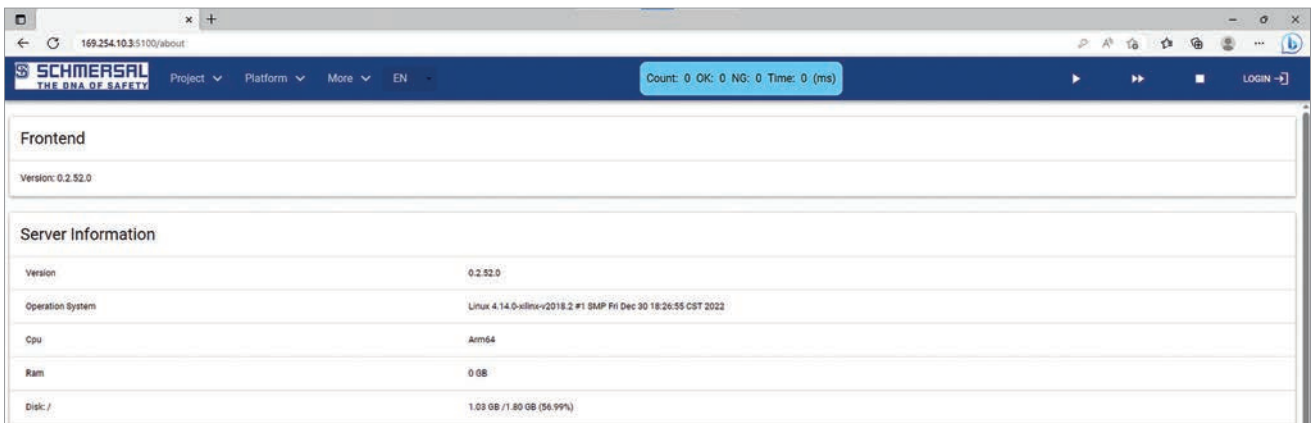 169.254.10.3:5100/about
SCHMERSAL
THE DNA OF SAFETY
Project Platform More EN
Count: 0 OK: 0 NG: 0 Time: 0 (ms)
LOGIN
Frontend
Version: 0.2.52.0
Server Information
Version 0.2.52.0
Operation System Linux 4.14.0-xilinx-v2018.2 #1 SMP Fri Dec 30 18:26:55 CST 2022
Cpu Arm64
Ram 0 GB
Disk: / 1.03 GB /1.80 GB (56.99%)